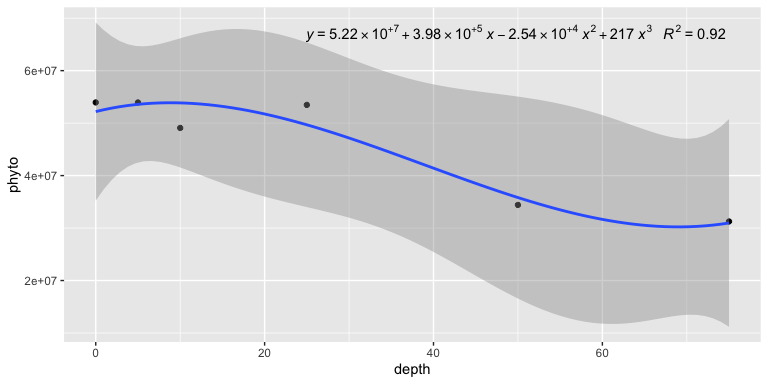 y = 5.22 × 10⁺⁷ + 3.98 × 10⁺⁵ x − 2.54 × 10⁺⁴ x² + 217 x³ R² = 0.92
6e+07
4e+07
2e+07
phyto
0 20 40 60
depth